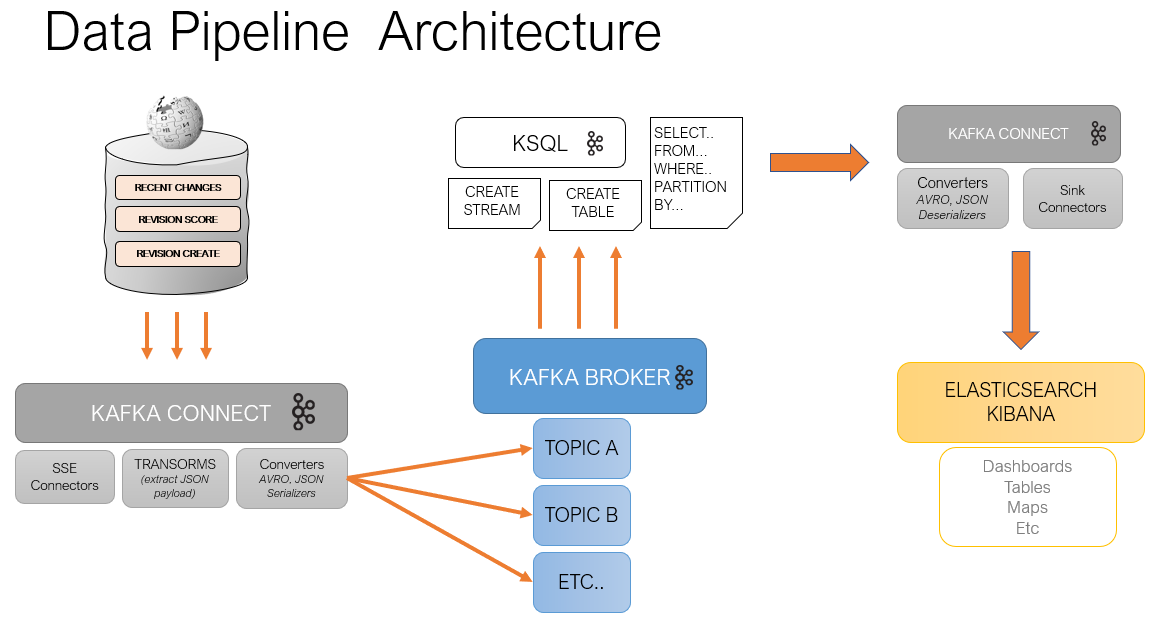 Data Pipeline Architecture
RECENT CHANGES
REVISION SCORE
REVISION CREATE
KAFKA CONNECT
SSE
Connectors
TRANSORMS
(extract JSON
payload)
Converters
AVRO, JSON
Serializers
KSQL
CREATE
STREAM
CREATE
TABLE
SELECT..
FROM...
WHERE..
PARTITION
BY...
KAFKA BROKER
TOPIC A
TOPIC B
ETC..
KAFKA CONNECT
Converters
AVRO, JSON
Deserializers
Sink
Connectors
ELASTICSEARCH
KIBANA
Dashboards
Tables
Maps
Etc